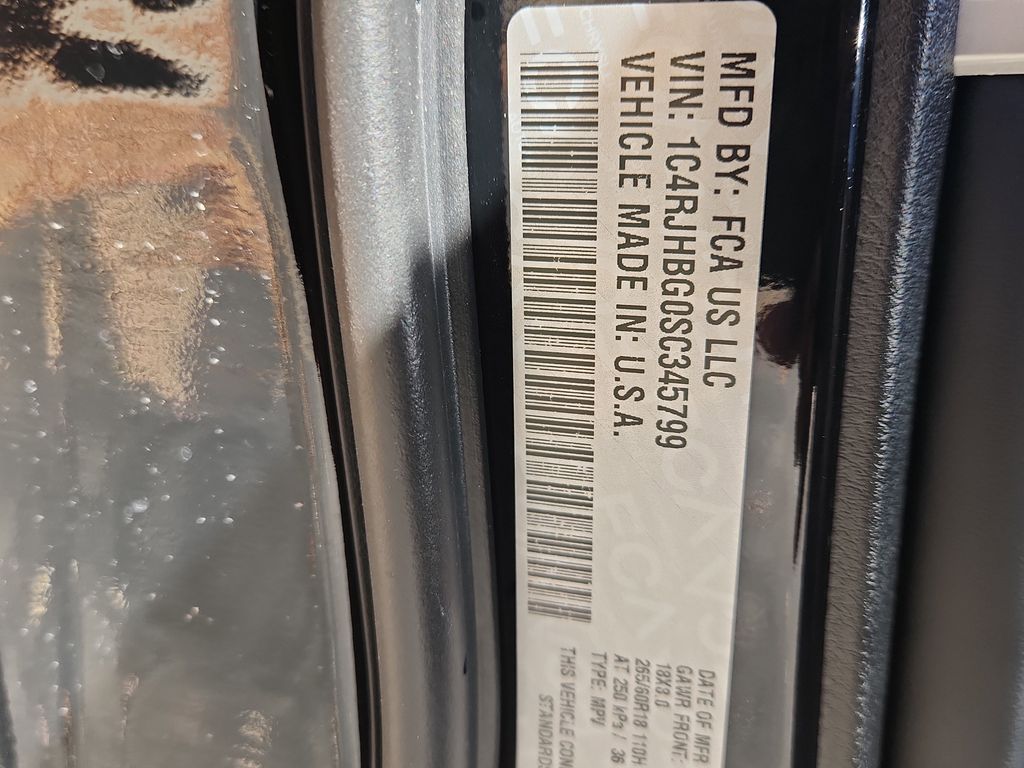 MFD BY: FCA US LLC
VIN: 1C4RJHBG0SC345799
VEHICLE MADE IN: U.S.A.
DATE OF MFR
GAWR FRONT:
18X8.0
265/60R18 110H
AT 250 kPa / 36
TYPE: MPV
THIS VEHICLE CON
STANDARDS